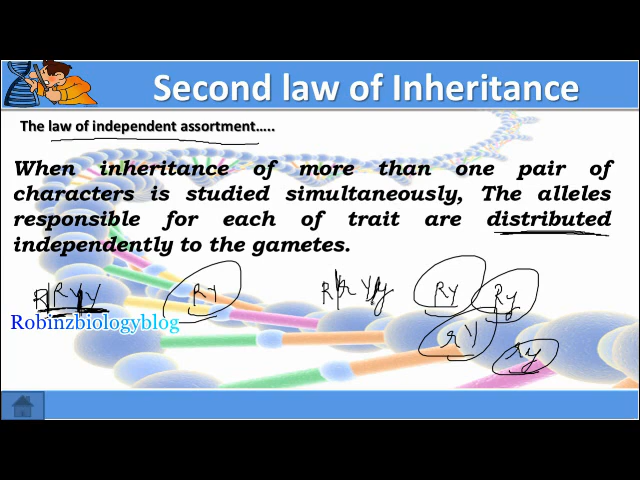 Second law of Inheritance
The law of independent assortment.....
When inheritance of more than one pair of
characters is studied simultaneously, The alleles
responsible for each of trait are distributed
independently to the gametes.
RRYY RY RrYy RY Ry
Robinzbiologyblog
rY
ry